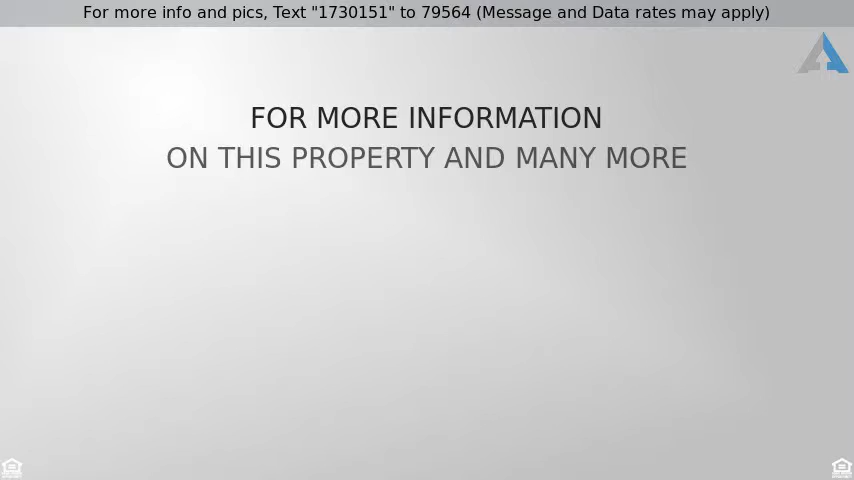 For more info and pics, Text "1730151" to 79564 (Message and Data rates may apply)
FOR MORE INFORMATION
ON THIS PROPERTY AND MANY MORE